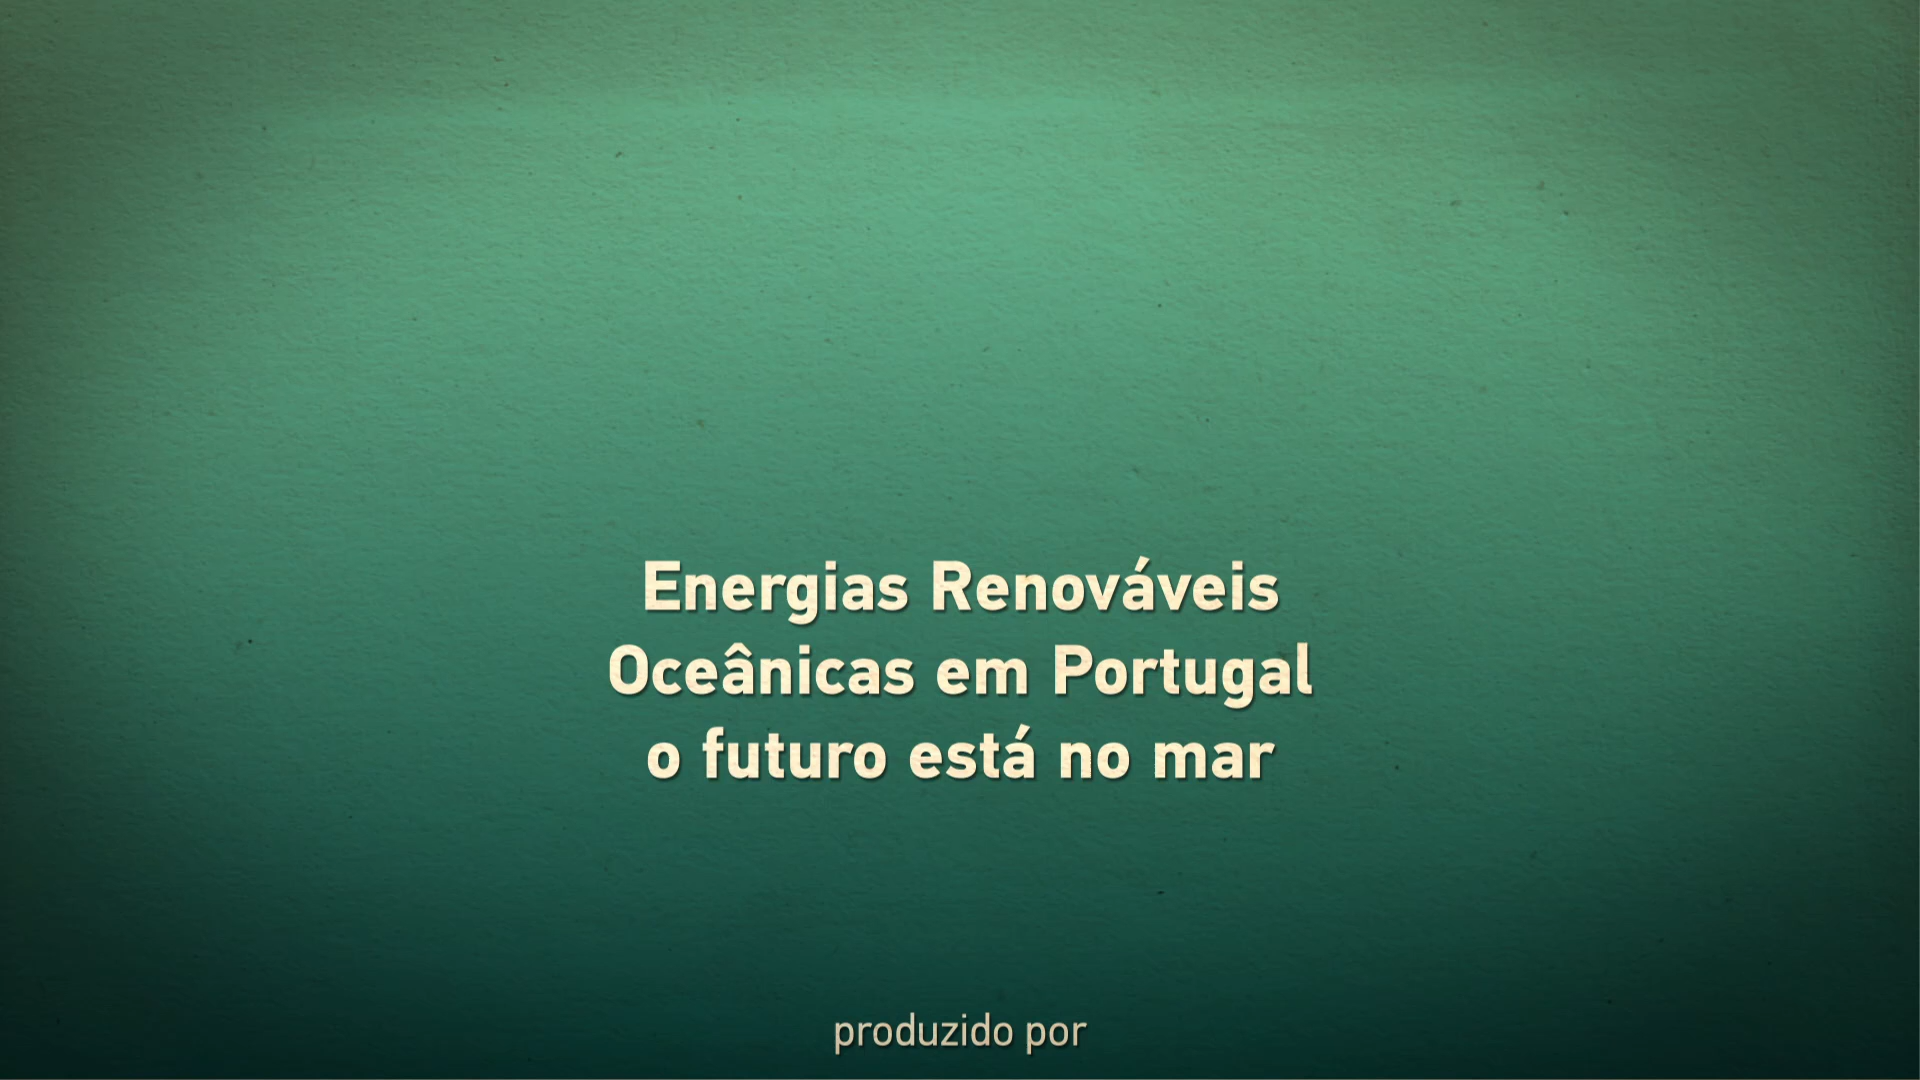 Energias Renováveis
Oceânicas em Portugal
o futuro está no mar
produzido por